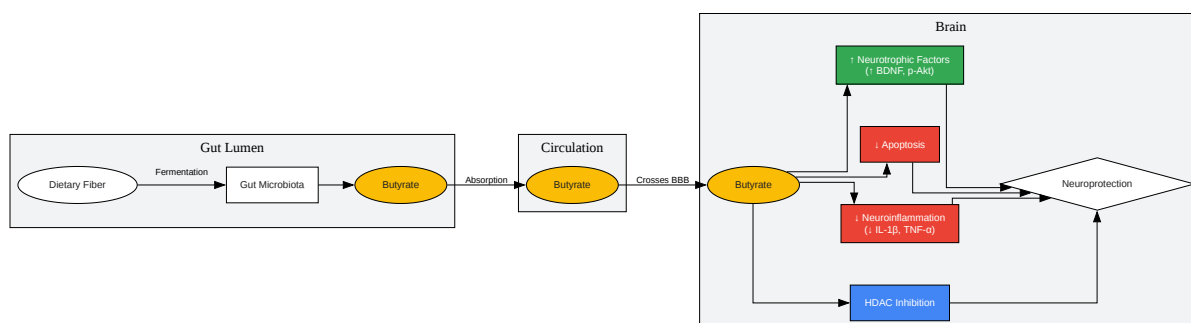 Brain
↑ Neurotrophic Factors
(↑ BDNF, p-Akt)
Gut Lumen
Circulation
↓ Apoptosis
Fermentation
Dietary Fiber
Gut Microbiota
Butyrate
Absorption
Butyrate
Crosses BBB
Butyrate
Neuroprotection
↓ Neuroinflammation
(↓ IL-1β, TNF-α)
HDAC Inhibition